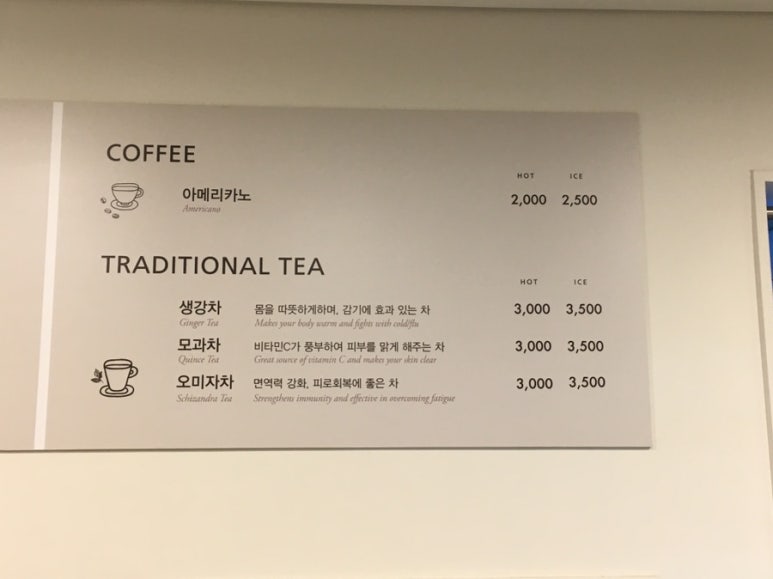 COFFEE
HOT ICE
아메리카노 2,000 2,500
Americano
TRADITIONAL TEA
HOT ICE
생강차 몸을 따뜻하게하며, 감기에 효과 있는 차 3,000 3,500
Ginger Tea Makes your body warm and fights with cold/flu
모과차 비타민C가 풍부하여 피부를 맑게 해주는 차 3,000 3,500
Quince Tea Great source of vitamin C and makes your skin clear
오미자차 면역력 강화, 피로회복에 좋은 차 3,000 3,500
Schizandra Tea Strengthens immunity and effective in overcoming fatigue